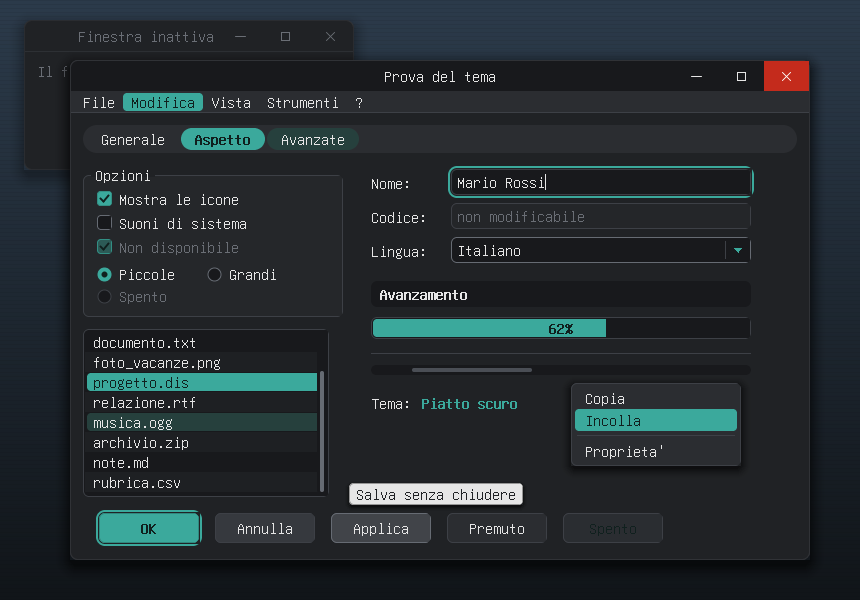 Finestra inattiva
Il f
Prova del tema
File Modifica Vista Strumenti ?
Generale Aspetto Avanzate
Opzioni
Mostra le icone
Suoni di sistema
Non disponibile
Piccole Grandi
Spento
Nome: Mario Rossi
Codice: non modificabile
Lingua: Italiano
Avanzamento
62%
documento.txt
foto_vacanze.png
progetto.dis
relazione.rtf
musica.ogg
archivio.zip
note.md
rubrica.csv
Tema: Piatto scuro
Copia
Incolla
Proprieta'
Salva senza chiudere
OK Annulla Applica Premuto Spento